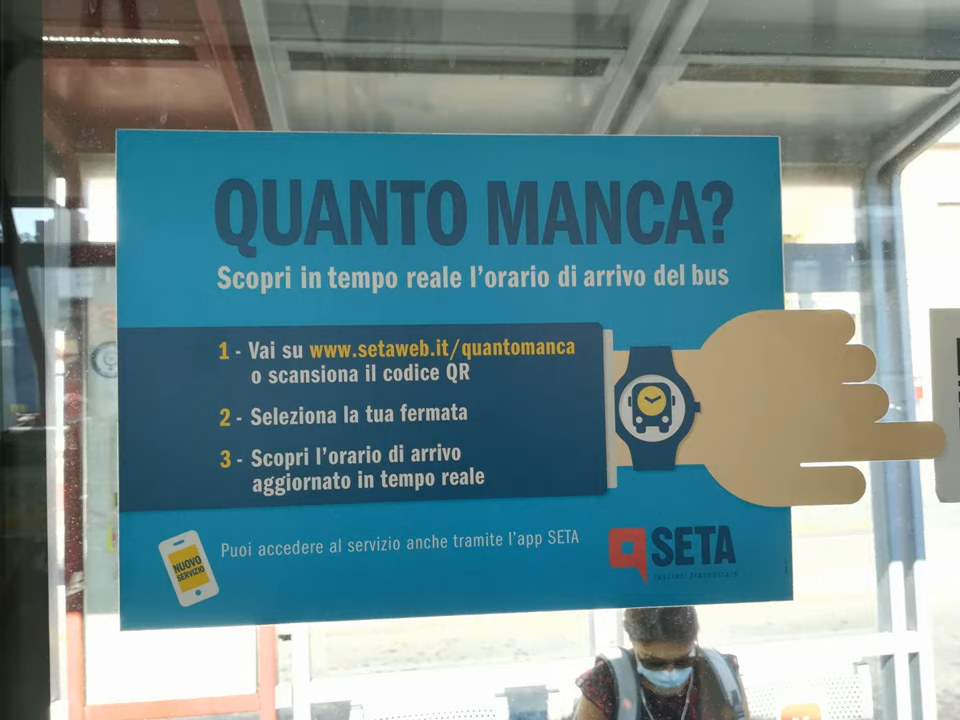 QUANTO MANCA?
Scopri in tempo reale l'orario di arrivo del bus
1 - Vai su www.setaweb.it/quantomanca
o scansiona il codice QR
2 - Seleziona la tua fermata
3 - Scopri l'orario di arrivo
aggiornato in tempo reale
NUOVO
SERVIZIO
Puoi accedere al servizio anche tramite l'app SETA
SETA